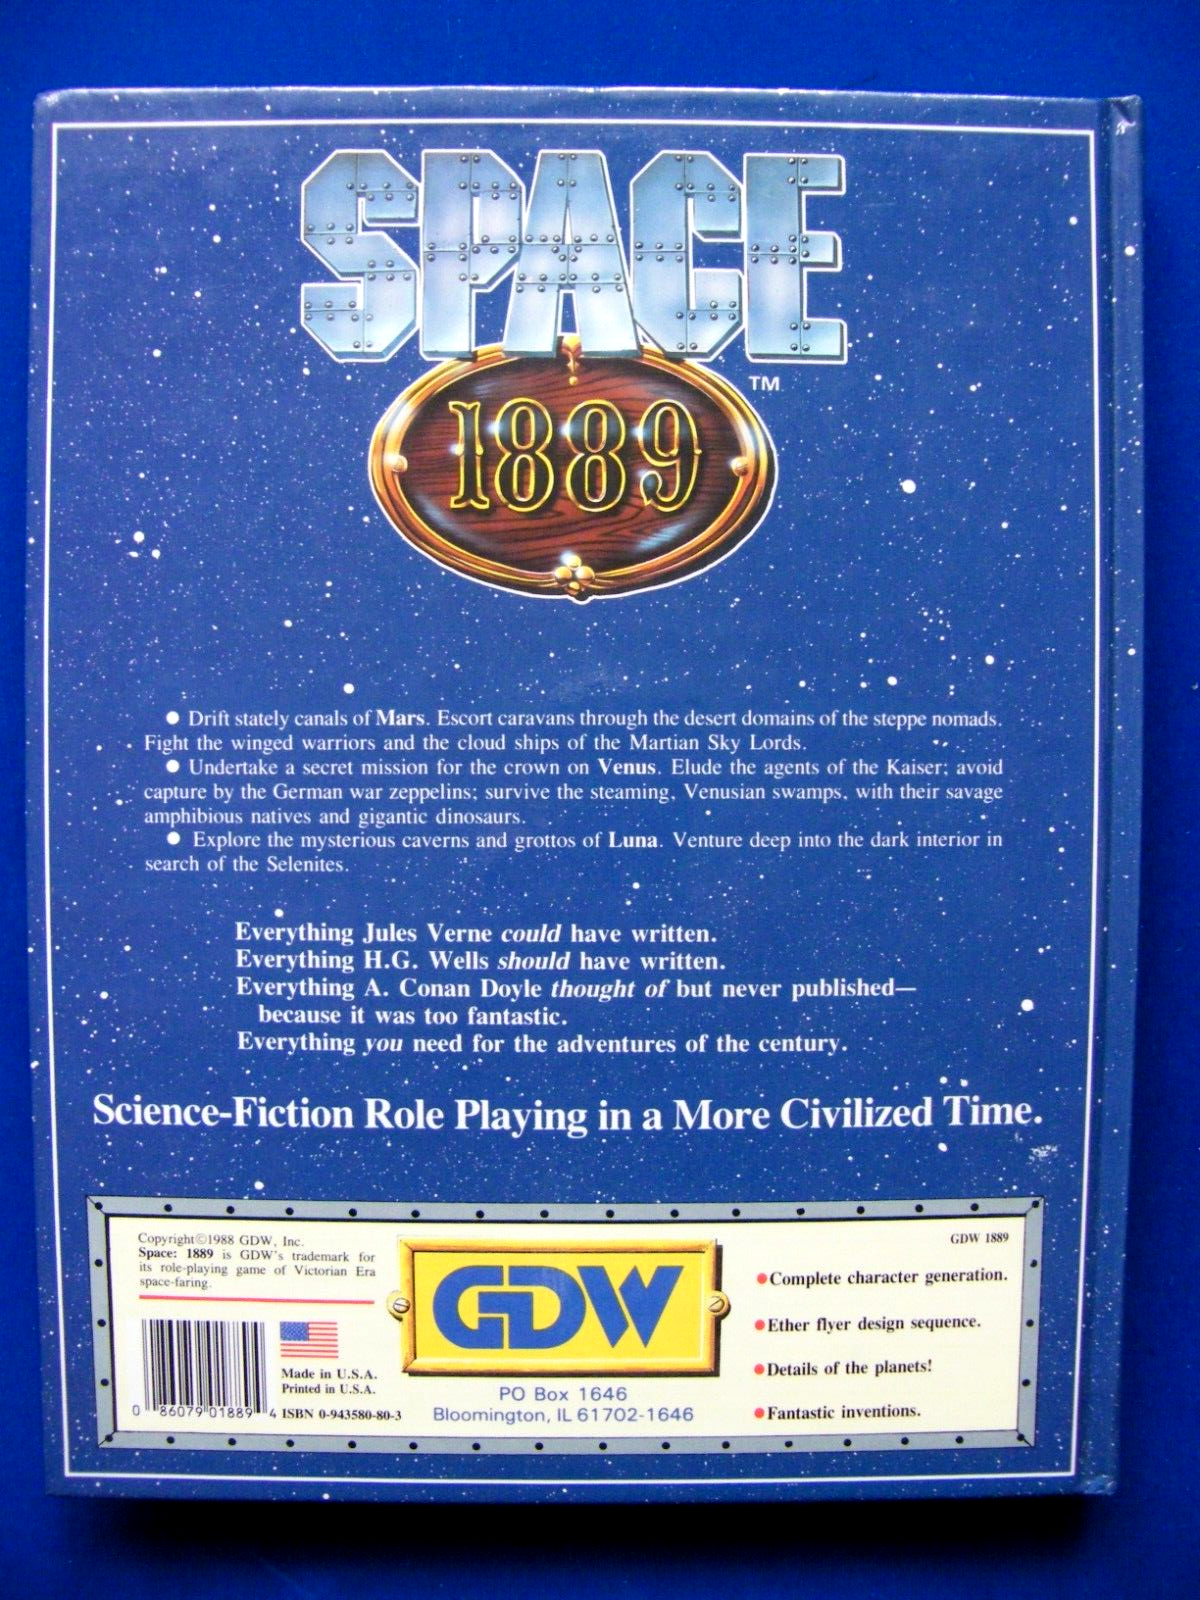 SPACE
TM
1889
● Drift stately canals of Mars. Escort caravans through the desert domains of the steppe nomads.
Fight the winged warriors and the cloud ships of the Martian Sky Lords.
● Undertake a secret mission for the crown on Venus. Elude the agents of the Kaiser; avoid
capture by the German war zeppelins; survive the steaming, Venusian swamps, with their savage
amphibious natives and gigantic dinosaurs.
● Explore the mysterious caverns and grottos of Luna. Venture deep into the dark interior in
search of the Selenites.
Everything Jules Verne could have written.
Everything H.G. Wells should have written.
Everything A. Conan Doyle thought of but never published—
because it was too fantastic.
Everything you need for the adventures of the century.
Science-Fiction Role Playing in a More Civilized Time.
Copyright©1988 GDW, Inc.
Space: 1889 is GDW's trademark for
its role-playing game of Victorian Era
space-faring.
0 86079 01889 4
Made in U.S.A.
Printed in U.S.A.
ISBN 0-943580-80-3
GDW
PO Box 1646
Bloomington, IL 61702-1646
GDW 1889
●Complete character generation.
●Ether flyer design sequence.
●Details of the planets!
●Fantastic inventions.